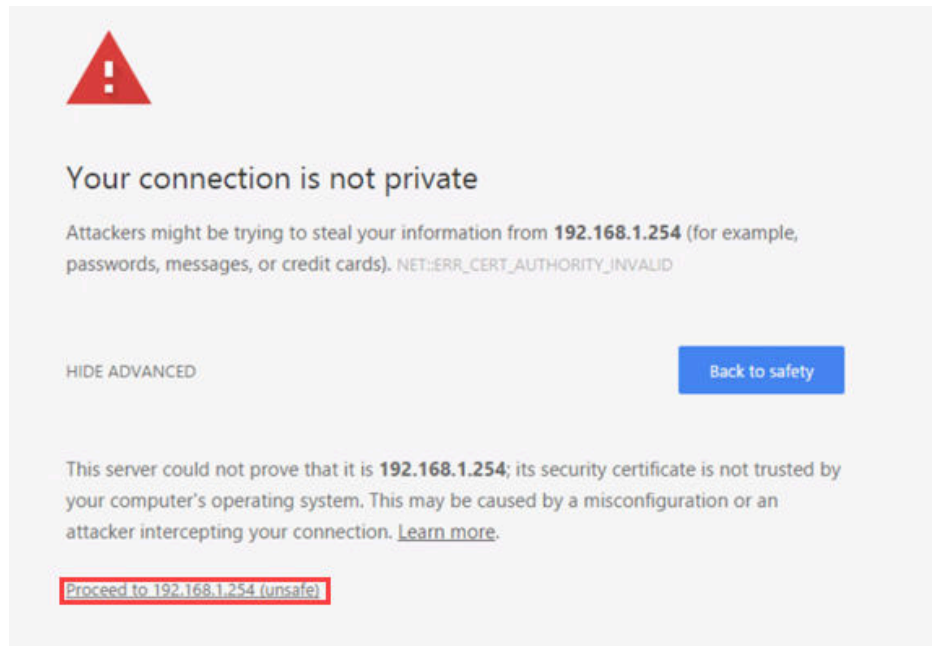 Your connection is not private
Attackers might be trying to steal your information from 192.168.1.254 (for example,
passwords, messages, or credit cards). NET::ERR_CERT_AUTHORITY_INVALID
HIDE ADVANCED
Back to safety
This server could not prove that it is 192.168.1.254; its security certificate is not trusted by
your computer's operating system. This may be caused by a misconfiguration or an
attacker intercepting your connection. Learn more.
Proceed to 192.168.1.254 (unsafe)